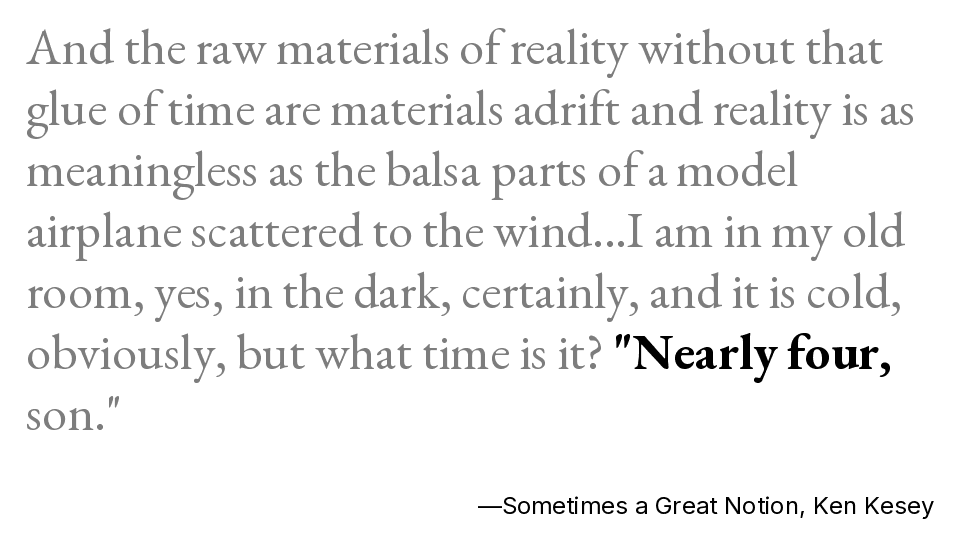 And the raw materials of reality without that
glue of time are materials adrift and reality is as
meaningless as the balsa parts of a model
airplane scattered to the wind...I am in my old
room, yes, in the dark, certainly, and it is cold,
obviously, but what time is it? "Nearly four,
son."
—Sometimes a Great Notion, Ken Kesey